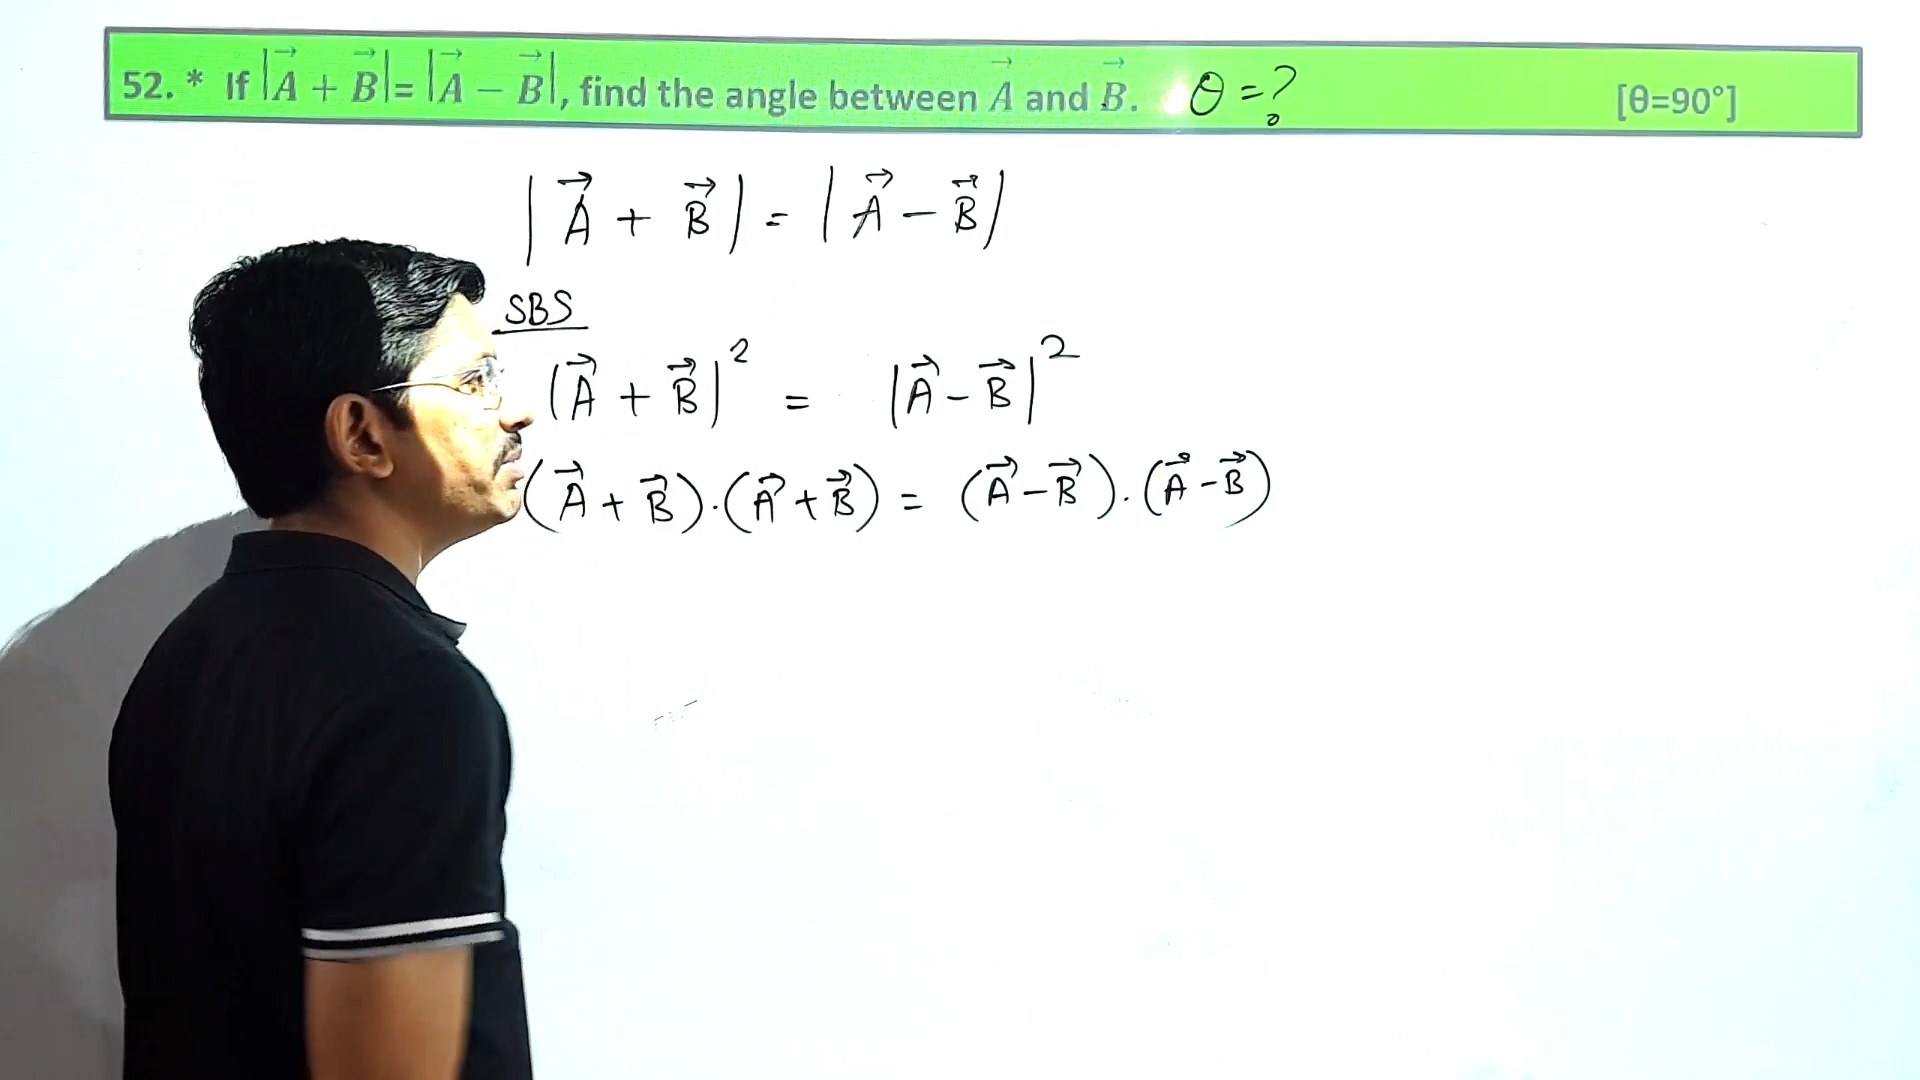 52. * If |A⃗ + B⃗|= |A⃗ − B⃗|, find the angle between A⃗ and B⃗. θ = ? [θ=90°]
|A⃗ + B⃗| = |A⃗ − B⃗|
SBS
|A⃗ + B⃗|² = |A⃗ − B⃗|²
(A⃗ + B⃗).(A⃗ + B⃗) = (A⃗ − B⃗).(A⃗ − B⃗)